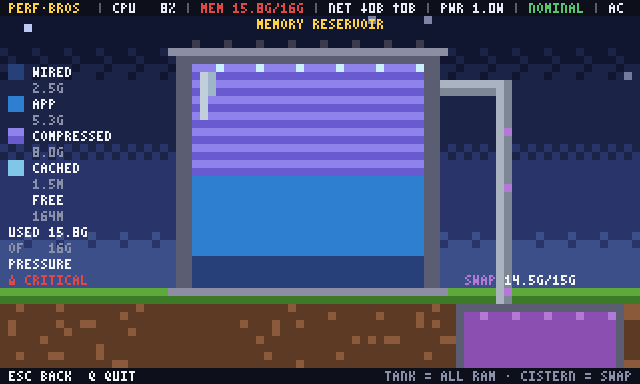 PERF·BROS | CPU 8% | MEM 15.8G/16G | NET ↓0B ↑0B | PWR 1.0W | NOMINAL | AC
MEMORY RESERVOIR
WIRED
2.5G
APP
5.3G
COMPRESSED
8.0G
CACHED
1.5M
FREE
164M
USED 15.8G
OF 16G
PRESSURE
CRITICAL
SWAP 14.5G/15G
ESC BACK Q QUIT
TANK = ALL RAM · CISTERN = SWAP